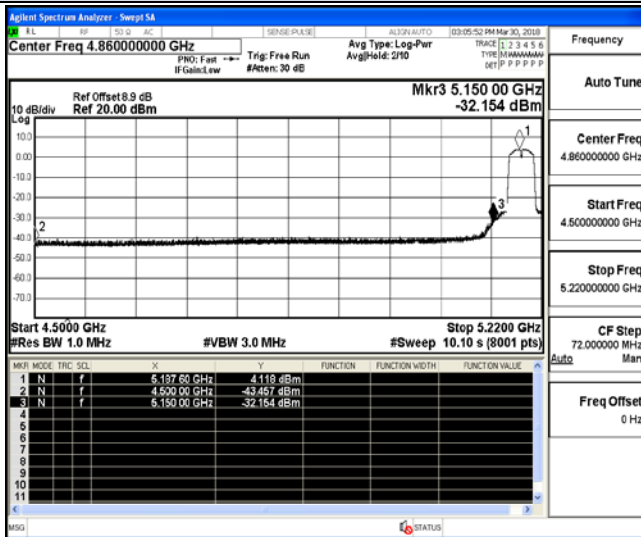 Agilent Spectrum Analyzer - Swept SA
RL RF 50 Ω AC SENSE:PULSE ALIGN AUTO 03:05:52 PM Mar 30, 2018
Center Freq 4.860000000 GHz
PNO: Fast
IFGain:Low
Trig: Free Run
#Atten: 30 dB
Avg Type: Log-Pwr
Avg|Hold: 2/10
TRACE 1 2 3 4 5 6
TYPE M WWWWW
DET P P P P P P
Frequency
Auto Tune
Ref Offset 8.9 dB
Ref 20.00 dBm
10 dB/div
Log
Mkr3 5.150 00 GHz
-32.154 dBm
10.0
0.00
-10.0
-20.0
-30.0
-40.0
-50.0
-60.0
-70.0
1
2
3
Center Freq
4.860000000 GHz
Start Freq
4.500000000 GHz
Stop Freq
5.220000000 GHz
Start 4.5000 GHz
Stop 5.2200 GHz
#Res BW 1.0 MHz
#VBW 3.0 MHz
#Sweep 10.10 s (8001 pts)
CF Step
72.000000 MHz
Auto Man
MKR MODE TRC SCL X Y FUNCTION FUNCTION WIDTH FUNCTION VALUE
1 N f 5.187 60 GHz 4.118 dBm
2 N f 4.500 00 GHz -43.457 dBm
3 N f 5.150 00 GHz -32.154 dBm
4
5
6
7
8
9
10
11
Freq Offset
0 Hz
MSG STATUS